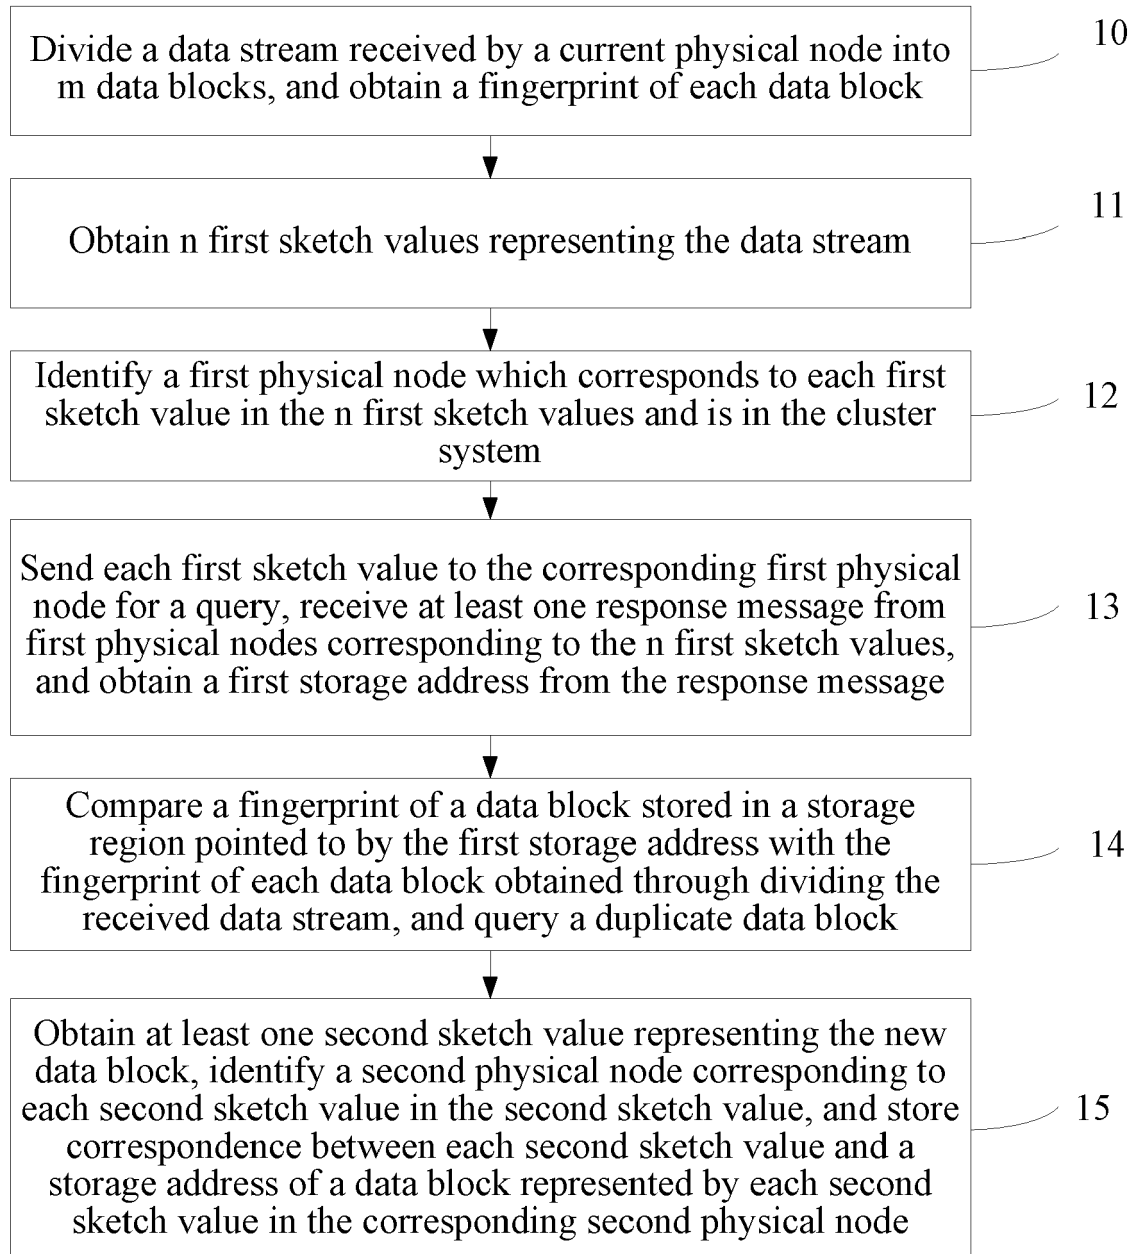 Divide a data stream received by a current physical node into
m data blocks, and obtain a fingerprint of each data block
10
Obtain n first sketch values representing the data stream
11
Identify a first physical node which corresponds to each first
sketch value in the n first sketch values and is in the cluster
system
12
Send each first sketch value to the corresponding first physical
node for a query, receive at least one response message from
first physical nodes corresponding to the n first sketch values,
and obtain a first storage address from the response message
13
Compare a fingerprint of a data block stored in a storage
region pointed to by the first storage address with the
fingerprint of each data block obtained through dividing the
received data stream, and query a duplicate data block
14
Obtain at least one second sketch value representing the new
data block, identify a second physical node corresponding to
each second sketch value in the second sketch value, and store
correspondence between each second sketch value and a
storage address of a data block represented by each second
sketch value in the corresponding second physical node
15